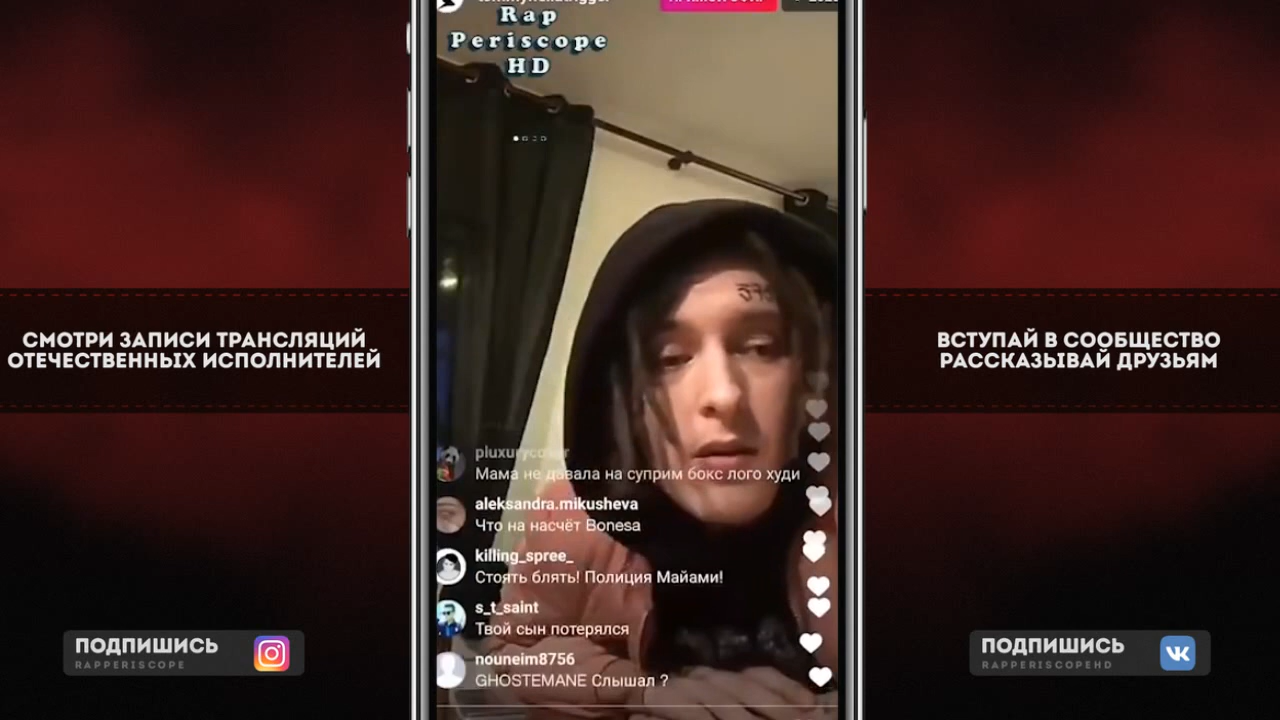 Rap
Periscope
HD
СМОТРИ ЗАПИСИ ТРАНСЛЯЦИЙ
ОТЕЧЕСТВЕННЫХ ИСПОЛНИТЕЛЕЙ
ВСТУПАЙ В СООБЩЕСТВО
РАССКАЗЫВАЙ ДРУЗЬЯМ
Мама не давала на суприм бокс лого худи
aleksandra.mikusheva
Что на насчёт Bonesa
killing_spree_
Стоять блять! Полиция Майами!
s_t_saint
Твой сын потерялся
nouneim8756
GHOSTEMANE Слышал ?
ПОДПИШИСЬ
RAPPERISCOPE
ПОДПИШИСЬ
RAPPERISCOPEHD